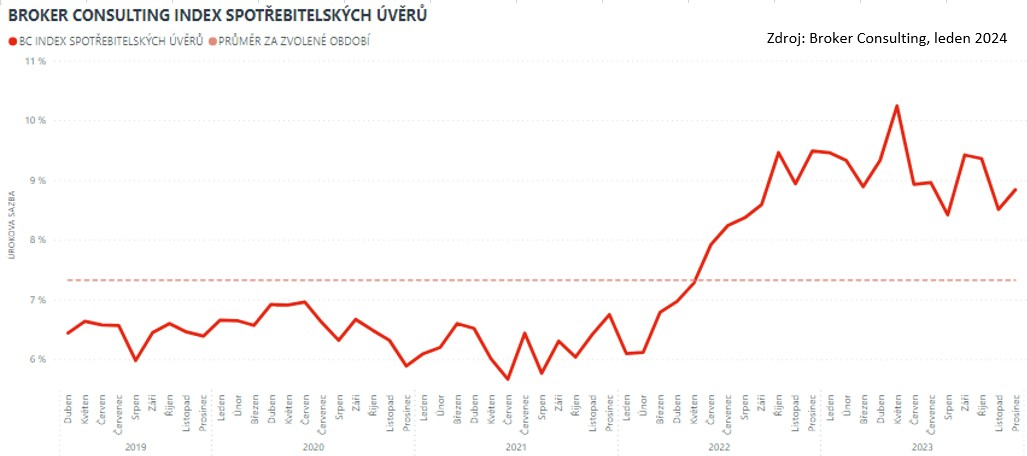 BROKER CONSULTING INDEX SPOTŘEBITELSKÝCH ÚVĚRŮ
BC INDEX SPOTŘEBITELSKÝCH ÚVĚRŮ PRŮMĚR ZA ZVOLENÉ OBDOBÍ
Zdroj: Broker Consulting, leden 2024
11 %
10 %
9 %
8 %
7 %
6 %
ÚROKOVÁ SAZBA
Duben Květen Červen Červenec Srpen Září Říjen Listopad Prosinec Leden Únor Březen Duben Květen Červen Červenec Srpen Září Říjen Listopad Prosinec Leden Únor Březen Duben Květen Červen Červenec Srpen Září Říjen Listopad Prosinec Leden Únor Březen Duben Květen Červen Červenec Srpen Září Říjen Listopad Prosinec Leden Únor Březen Duben Květen Červen Červenec Srpen Září Říjen Listopad Prosinec
2019 2020 2021 2022 2023